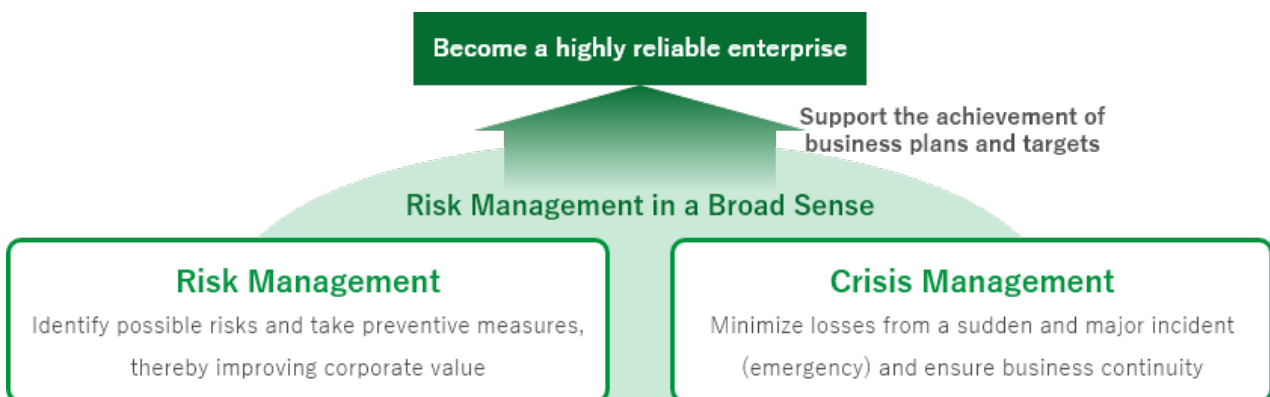 Become a highly reliable enterprise
Support the achievement of
business plans and targets
Risk Management in a Broad Sense
Risk Management
Identify possible risks and take preventive measures,
thereby improving corporate value
Crisis Management
Minimize losses from a sudden and major incident
(emergency) and ensure business continuity